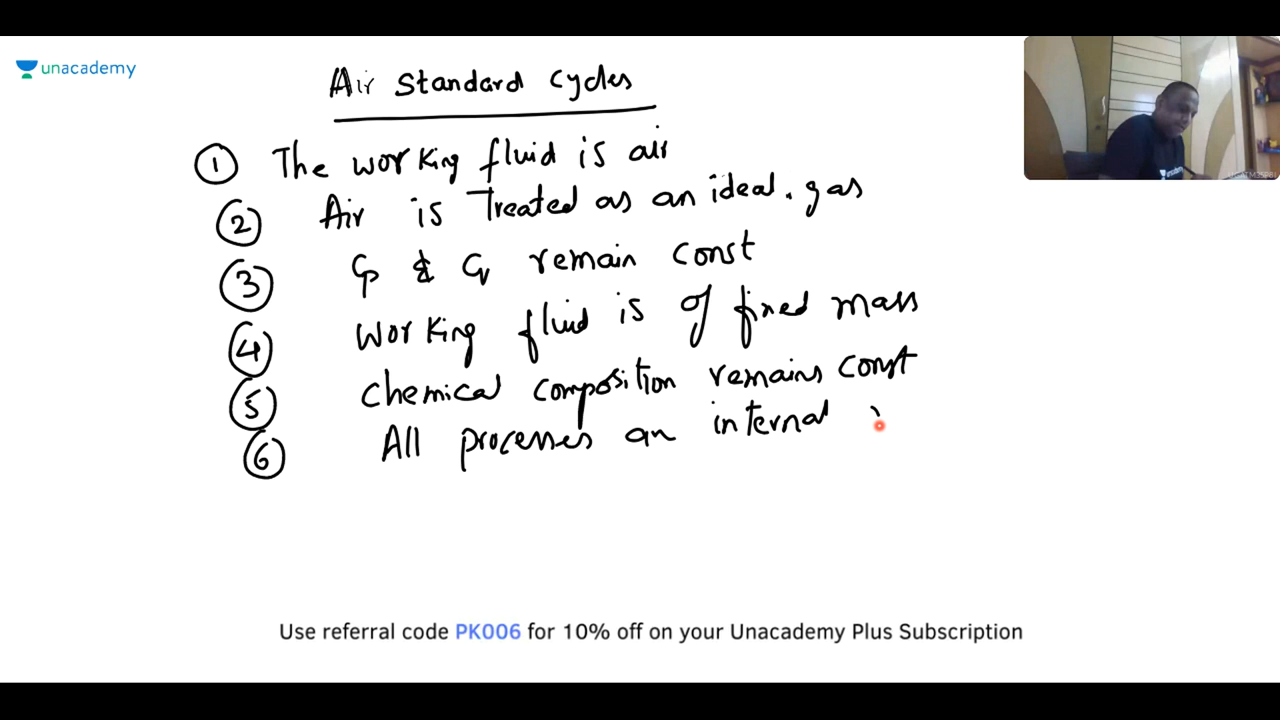 unacademy
Air Standard Cycles
1 The working fluid is air
2 Air is Treated as an ideal. gas
3 Cp & Cv remain const
4 Working fluid is of fixed mass
5 Chemical composition remains const
6 All processes are internal
Use referral code PK006 for 10% off on your Unacademy Plus Subscription